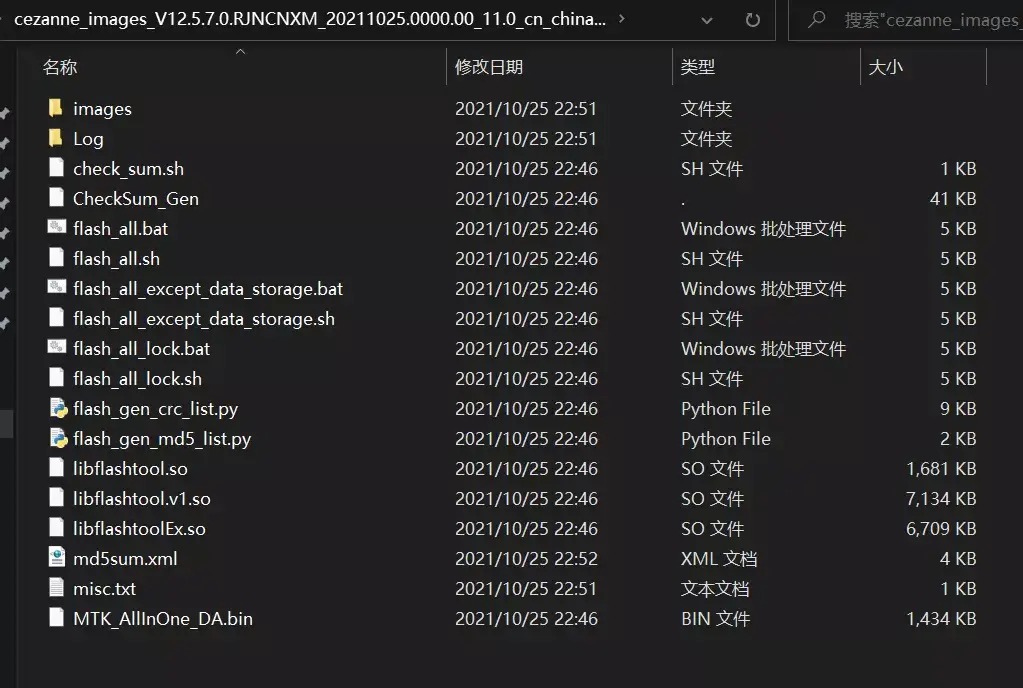 cezanne_images_V12.5.7.0.RJNCNXM_20211025.0000.00_11.0_cn_china... 搜索"cezanne_images_
名称 修改日期 类型 大小
images 2021/10/25 22:51 文件夹
Log 2021/10/25 22:51 文件夹
check_sum.sh 2021/10/25 22:46 SH 文件 1 KB
CheckSum_Gen 2021/10/25 22:46 . 41 KB
flash_all.bat 2021/10/25 22:46 Windows 批处理文件 5 KB
flash_all.sh 2021/10/25 22:46 SH 文件 5 KB
flash_all_except_data_storage.bat 2021/10/25 22:46 Windows 批处理文件 5 KB
flash_all_except_data_storage.sh 2021/10/25 22:46 SH 文件 5 KB
flash_all_lock.bat 2021/10/25 22:46 Windows 批处理文件 5 KB
flash_all_lock.sh 2021/10/25 22:46 SH 文件 5 KB
flash_gen_crc_list.py 2021/10/25 22:46 Python File 9 KB
flash_gen_md5_list.py 2021/10/25 22:46 Python File 2 KB
libflashtool.so 2021/10/25 22:46 SO 文件 1,681 KB
libflashtool.v1.so 2021/10/25 22:46 SO 文件 7,134 KB
libflashtoolEx.so 2021/10/25 22:46 SO 文件 6,709 KB
md5sum.xml 2021/10/25 22:52 XML 文档 4 KB
misc.txt 2021/10/25 22:51 文本文档 1 KB
MTK_AllInOne_DA.bin 2021/10/25 22:46 BIN 文件 1,434 KB